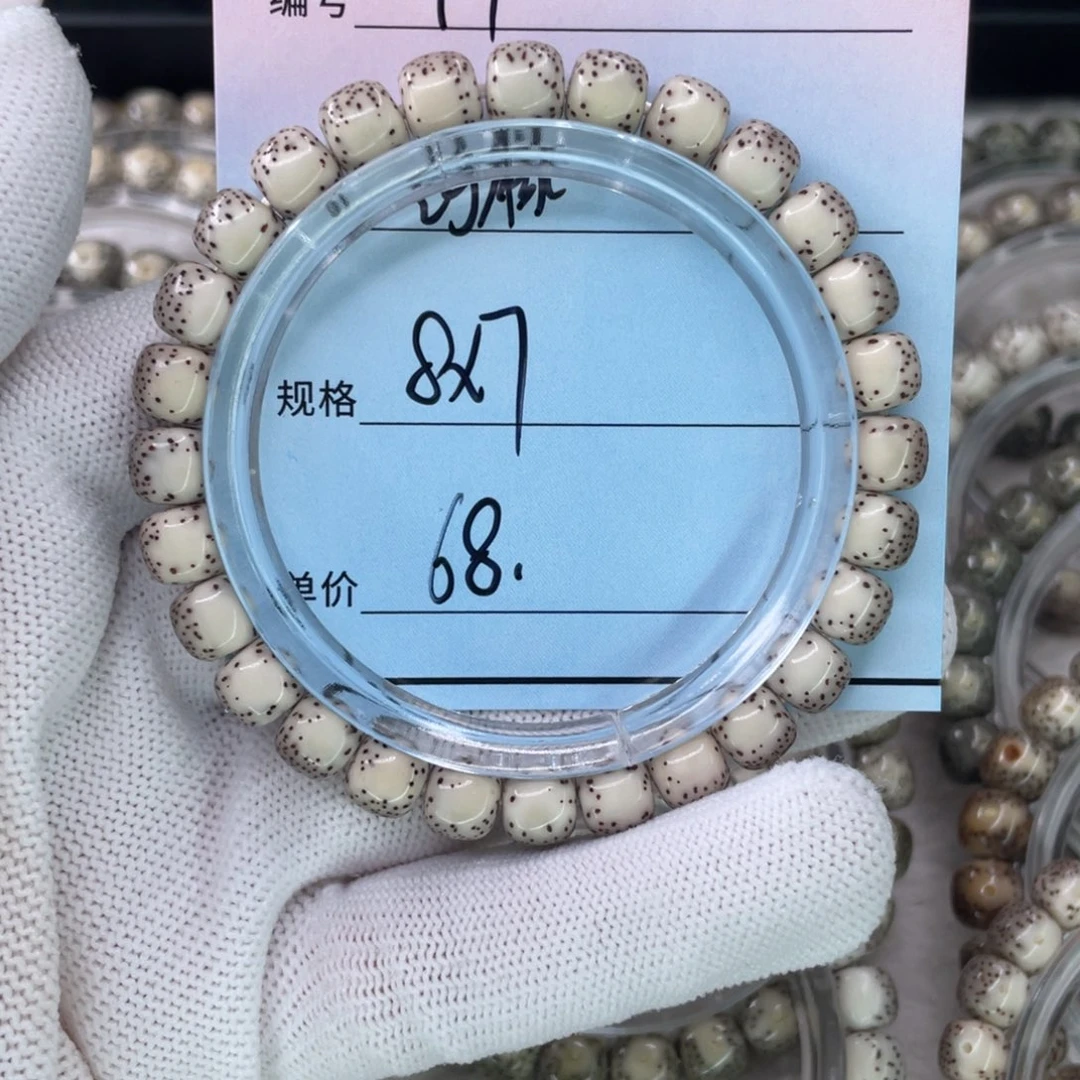 编号
规格 8x7
单价 68.